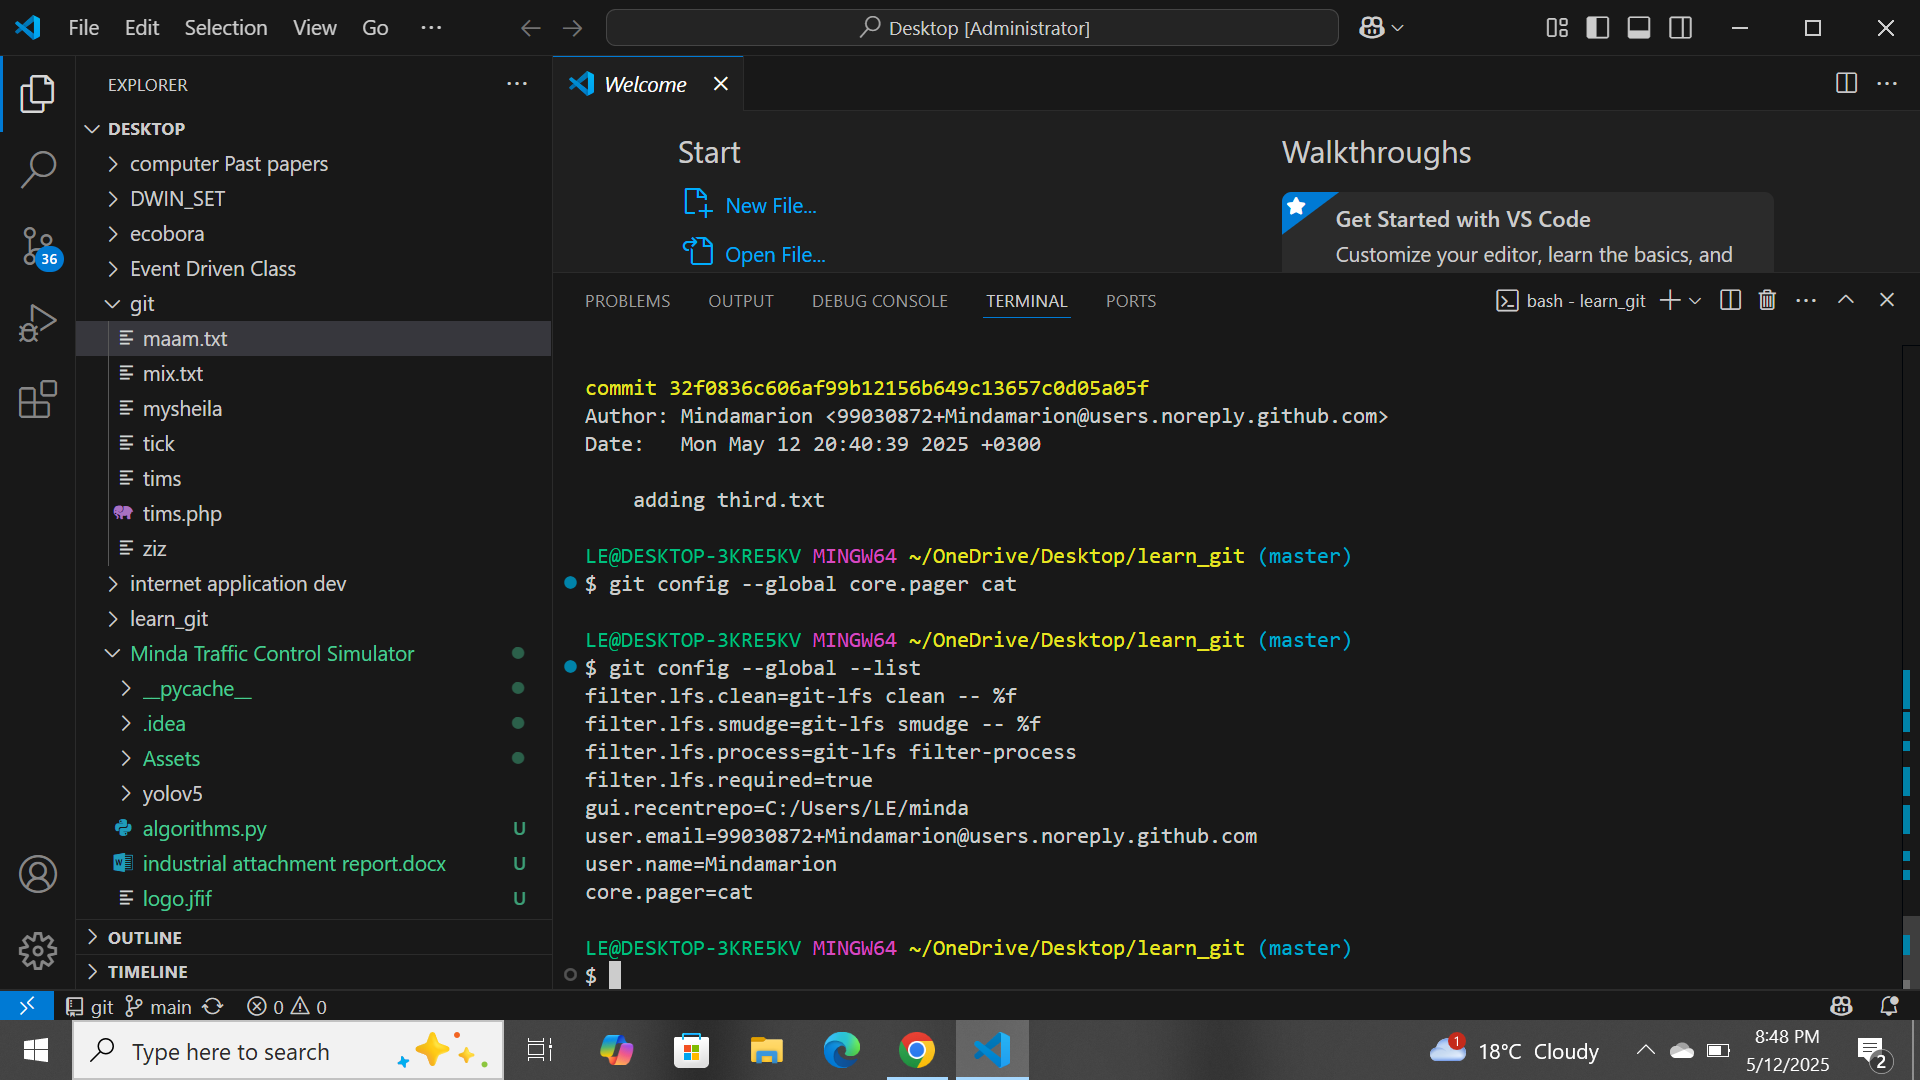 File Edit Selection View Go ···
Desktop [Administrator]
EXPLORER
DESKTOP
computer Past papers
DWIN_SET
ecobora
Event Driven Class
git
maam.txt
mix.txt
mysheila
tick
tims
tims.php
ziz
internet application dev
learn_git
Minda Traffic Control Simulator
__pycache__
.idea
Assets
yolov5
algorithms.py U
industrial attachment report.docx U
logo.jfif U
OUTLINE
TIMELINE
36
Welcome
Start
New File...
Open File...
Walkthroughs
Get Started with VS Code
Customize your editor, learn the basics, and
PROBLEMS OUTPUT DEBUG CONSOLE TERMINAL PORTS
bash - learn_git
commit 32f0836c606af99b12156b649c13657c0d05a05f
Author: Mindamarion <99030872+Mindamarion@users.noreply.github.com>
Date:   Mon May 12 20:40:39 2025 +0300
adding third.txt
LE@DESKTOP-3KRE5KV MINGW64 ~/OneDrive/Desktop/learn_git (master)
$ git config --global core.pager cat
LE@DESKTOP-3KRE5KV MINGW64 ~/OneDrive/Desktop/learn_git (master)
$ git config --global --list
filter.lfs.clean=git-lfs clean -- %f
filter.lfs.smudge=git-lfs smudge -- %f
filter.lfs.process=git-lfs filter-process
filter.lfs.required=true
gui.recentrepo=C:/Users/LE/minda
user.email=99030872+Mindamarion@users.noreply.github.com
user.name=Mindamarion
core.pager=cat
LE@DESKTOP-3KRE5KV MINGW64 ~/OneDrive/Desktop/learn_git (master)
$
git main 0 0
Type here to search
1
18°C Cloudy
8:48 PM
5/12/2025
2